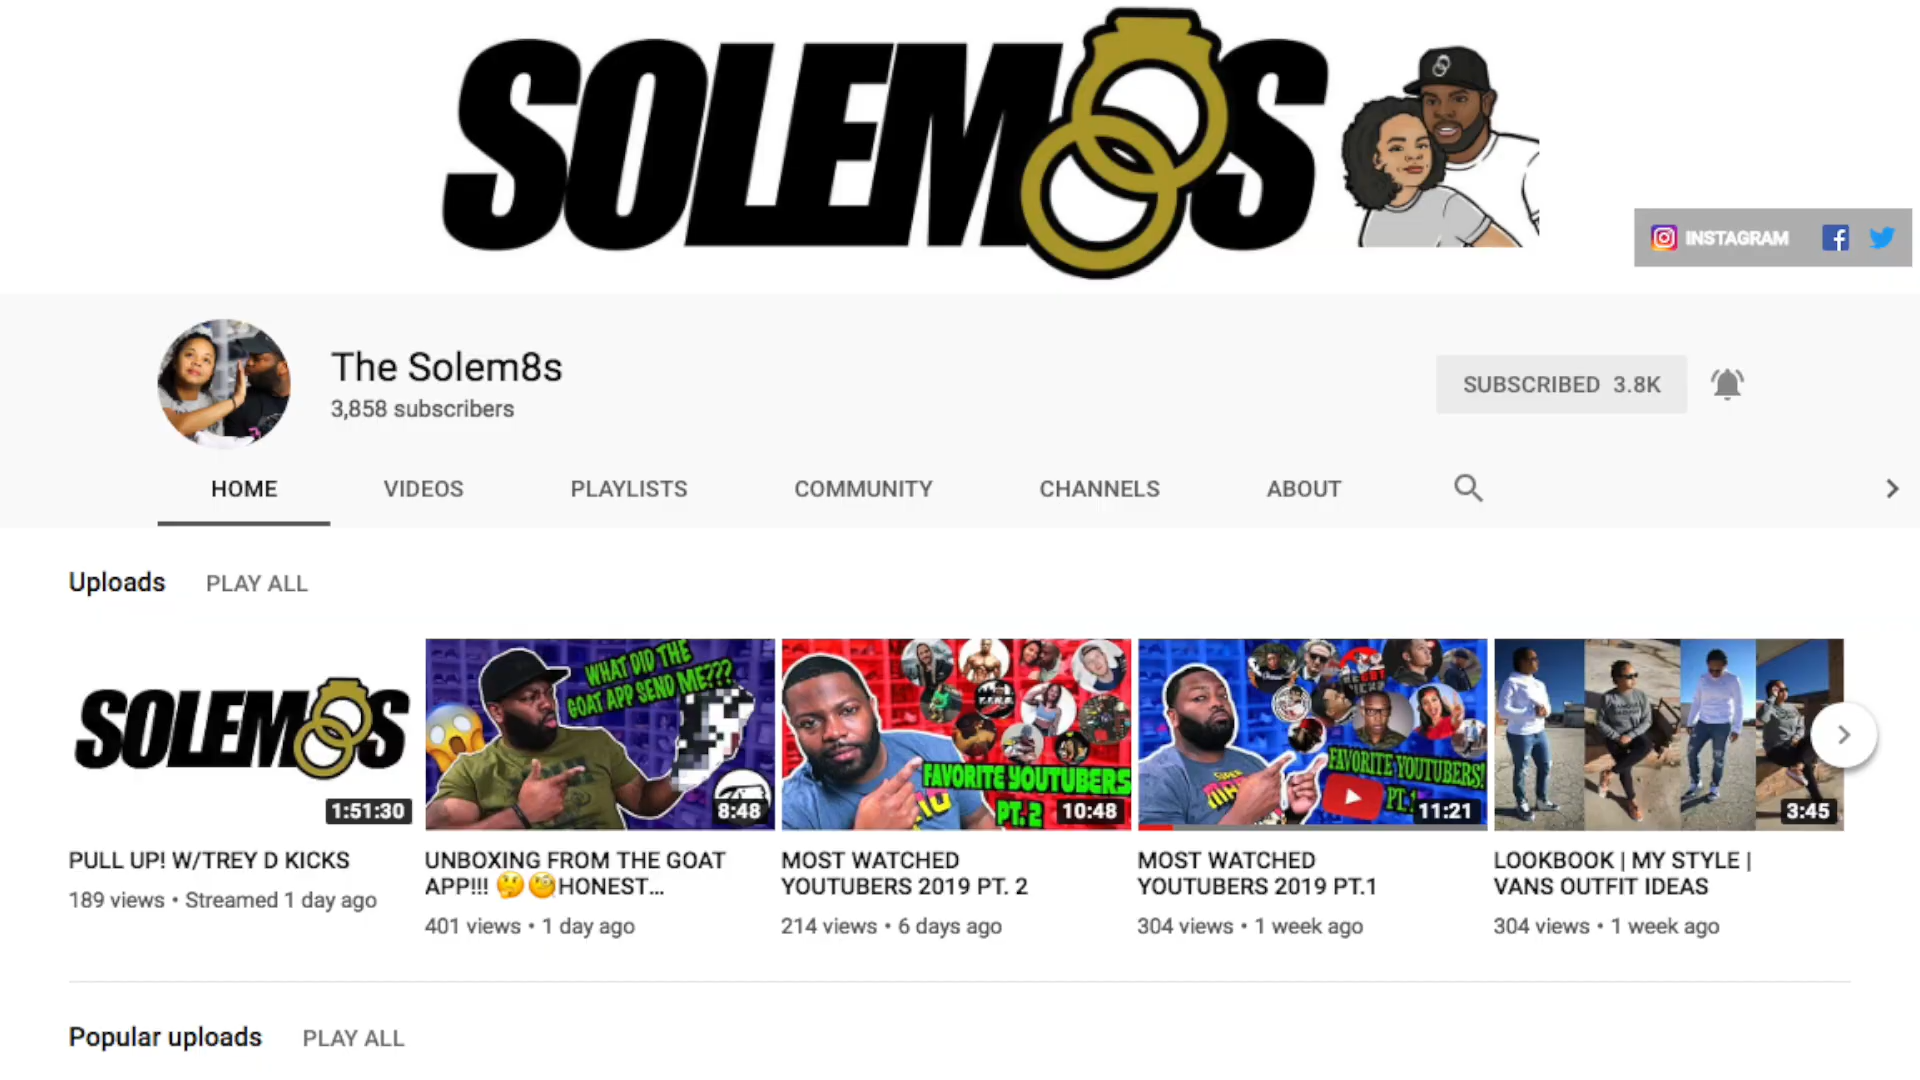 SOLEM8S
INSTAGRAM
The Solem8s
3,858 subscribers
SUBSCRIBED 3.8K
HOME VIDEOS PLAYLISTS COMMUNITY CHANNELS ABOUT
Uploads PLAY ALL
SOLEM8S
1:51:30
WHAT DID THE
GOAT APP SEND ME???
8:48
FAVORITE YOUTUBERS
PT. 2
10:48
FAVORITE YOUTUBERS!
PT.1
11:21
3:45
PULL UP! W/TREY D KICKS
189 views • Streamed 1 day ago
UNBOXING FROM THE GOAT
APP!!! 🤔🧐HONEST...
401 views • 1 day ago
MOST WATCHED
YOUTUBERS 2019 PT. 2
214 views • 6 days ago
MOST WATCHED
YOUTUBERS 2019 PT.1
304 views • 1 week ago
LOOKBOOK | MY STYLE |
VANS OUTFIT IDEAS
304 views • 1 week ago
Popular uploads PLAY ALL